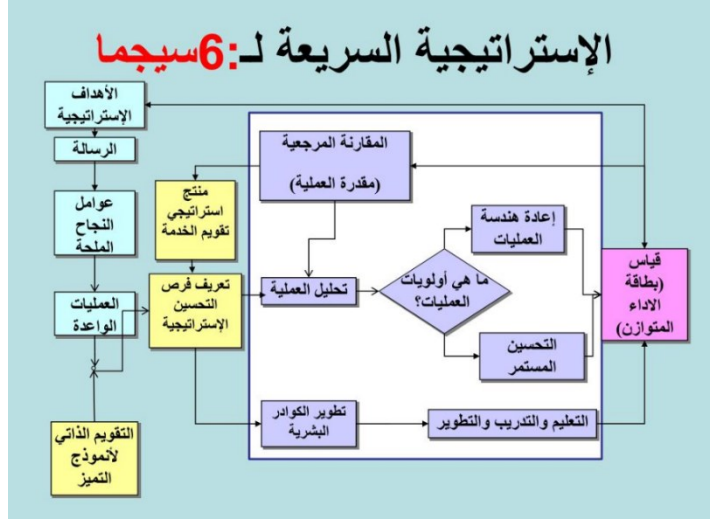 الإستراتيجية السريعة لـ:6سيجما
الأهداف
الإستراتيجية
الرسالة
عوامل
النجاح
الملحة
العمليات
الواعدة
التقويم الذاتي
لأنموذج
التميز
منتج
استراتيجي
تقويم الخدمة
تعريف فرص
التحسين
الإستراتيجية
المقارنة المرجعية
(مقدرة العملية)
تحليل العملية
ما هي أولويات
العمليات؟
إعادة هندسة
العمليات
التحسين
المستمر
تطوير الكوادر
البشرية
التعليم والتدريب والتطوير
قياس
(بطاقة
الاداء
المتوازن)